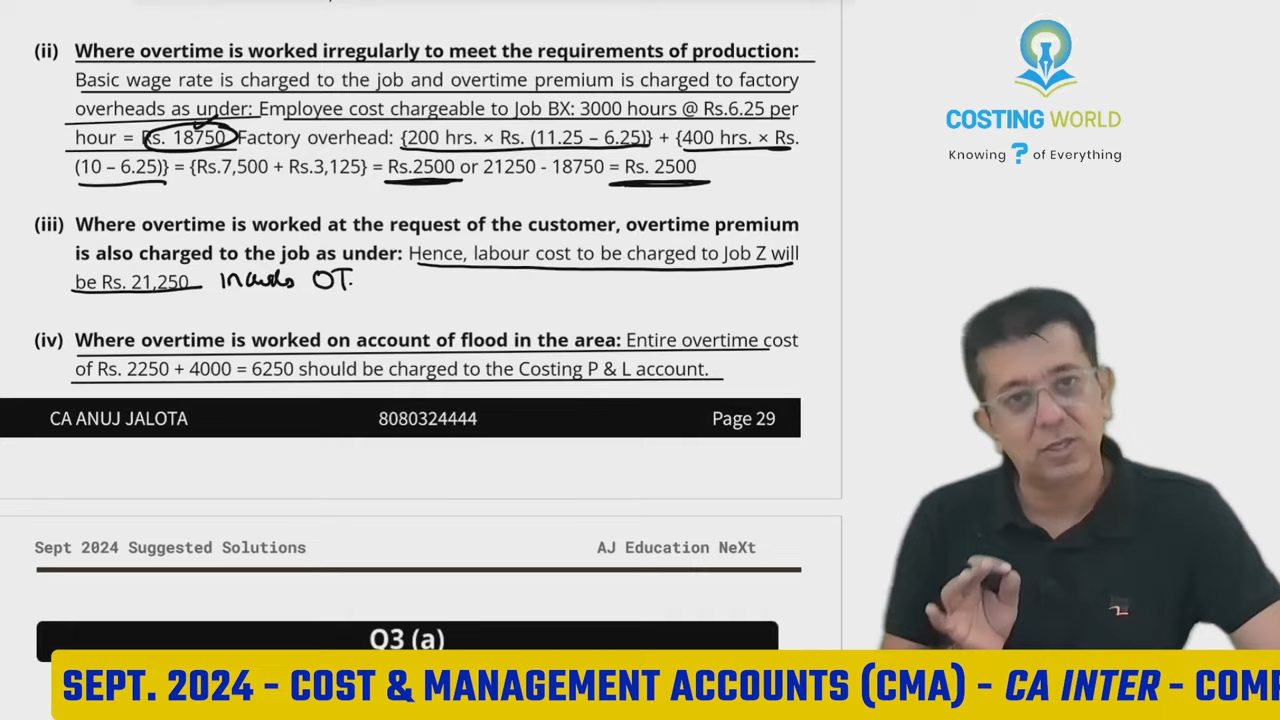 (ii) Where overtime is worked irregularly to meet the requirements of production:
Basic wage rate is charged to the job and overtime premium is charged to factory
overheads as under: Employee cost chargeable to Job BX: 3000 hours @ Rs.6.25 per
hour = Rs. 18750 Factory overhead: {200 hrs. × Rs. (11.25 – 6.25)} + {400 hrs. × Rs.
(10 – 6.25)} = {Rs.7,500 + Rs.3,125} = Rs.2500 or 21250 - 18750 = Rs. 2500
(iii) Where overtime is worked at the request of the customer, overtime premium
is also charged to the job as under: Hence, labour cost to be charged to Job Z will
be Rs. 21,250 OT.
(iv) Where overtime is worked on account of flood in the area: Entire overtime cost
of Rs. 2250 + 4000 = 6250 should be charged to the Costing P & L account.
CA ANUJ JALOTA 8080324444 Page 29
Sept 2024 Suggested Solutions AJ Education NeXt
Q3 (a)
COSTING WORLD
Knowing ? of Everything
SEPT. 2024 - COST & MANAGEMENT ACCOUNTS (CMA) - CA INTER - COM